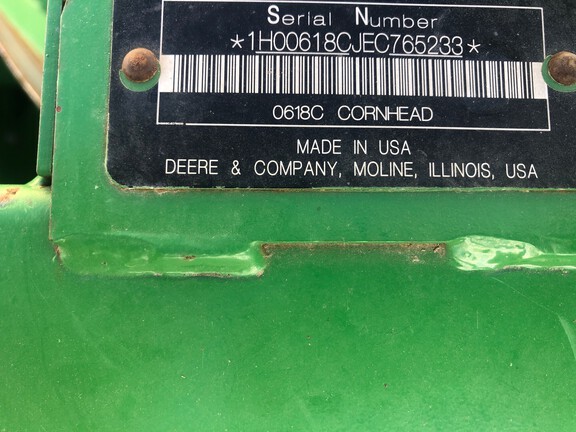 Serial Number
*1H00618CJEC765233*
0618C CORNHEAD
MADE IN USA
DEERE & COMPANY, MOLINE, ILLINOIS, USA